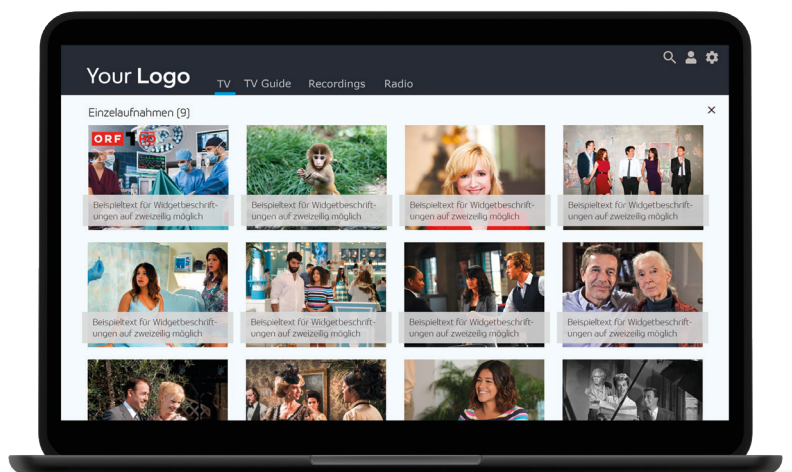 Your Logo
TV TV Guide Recordings Radio
Einzelaufnahmen (9)
ORF 1 HD
Beispieltext für Widgetbeschrift-
ungen auf zweizeilig möglich
Beispieltext für Widgetbeschrift-
ungen auf zweizeilig möglich
Beispieltext für Widgetbeschrift-
ungen auf zweizeilig möglich
Beispieltext für Widgetbeschrift-
ungen auf zweizeilig möglich
Beispieltext für Widgetbeschrift-
ungen auf zweizeilig möglich
Beispieltext für Widgetbeschrift-
ungen auf zweizeilig möglich
Beispieltext für Widgetbeschrift-
ungen auf zweizeilig möglich
Beispieltext für Widgetbeschrift-
ungen auf zweizeilig möglich